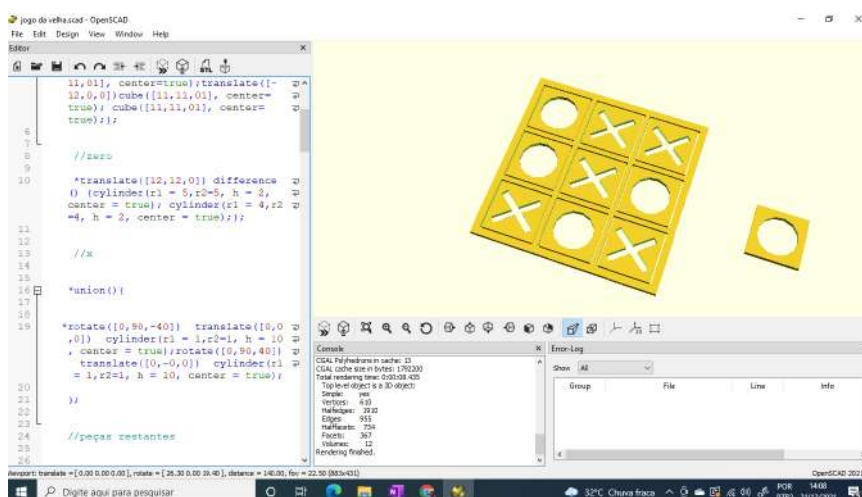 jogo da velha.scad - OpenSCAD
File Edit Design View Window Help
Editor
11,01], center=true);translate([-
12,0,0])cube([11,11,01], center=
true); cube([11,11,01], center=
true););
6
7
8 //zero
9
10 *translate([12,12,0]) difference
() {cylinder(r1 = 5,r2=5, h = 2,
center = true); cylinder(r1 = 4,r2
=4, h = 2, center = true););
11
12
13 //x
14
15
16 *union(){
17
18
19 *rotate([0,90,-40]) translate([0,0
,0]) cylinder(r1 = 1,r2=1, h = 10
, center = true);rotate([0,90,40])
translate([0,-0,0]) cylinder(r1
= 1,r2=1, h = 10, center = true);
20
21 };
22
23
24 //peças restantes
25
26
STL
Console
CGAL Polyhedrons in cache: 13
CGAL cache size in bytes: 1792200
Total rendering time: 0:00:08.435
Top level object is a 3D object:
Simple: yes
Vertices: 610
Halfedges: 1910
Edges: 955
Halffacets: 734
Facets: 367
Volumes: 12
Rendering finished.
Error-Log
Show All
Group File Line Info
Viewport: translate = [ 0.00 0.00 0.00 ], rotate = [ 26.30 0.00 19.40 ], distance = 140.00, fov = 22.50 (883x431)
OpenSCAD 2021
Digite aqui para pesquisar
32°C Chuva fraca
POR
14:08